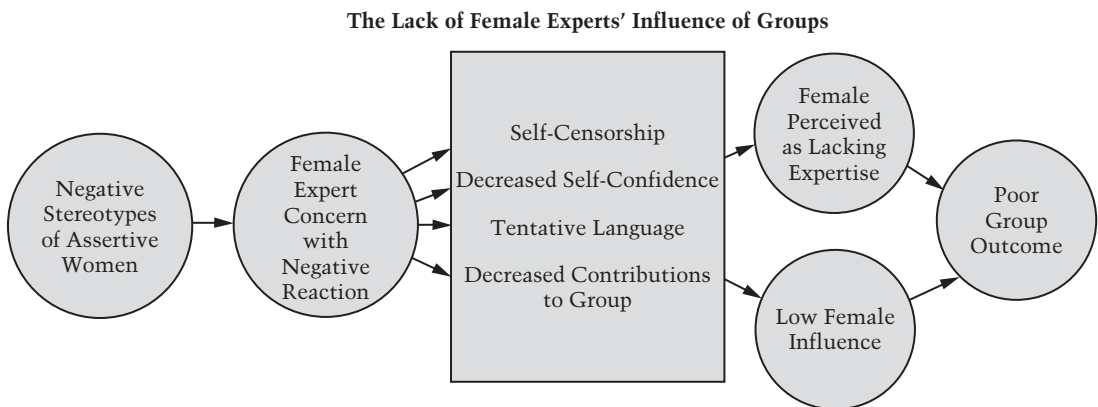 The Lack of Female Experts' Influence of Groups
Negative
Stereotypes
of Assertive
Women
Female
Expert
Concern
with
Negative
Reaction
Self-Censorship
Decreased Self-Confidence
Tentative Language
Decreased Contributions
to Group
Female
Perceived
as Lacking
Expertise
Low Female
Influence
Poor
Group
Outcome